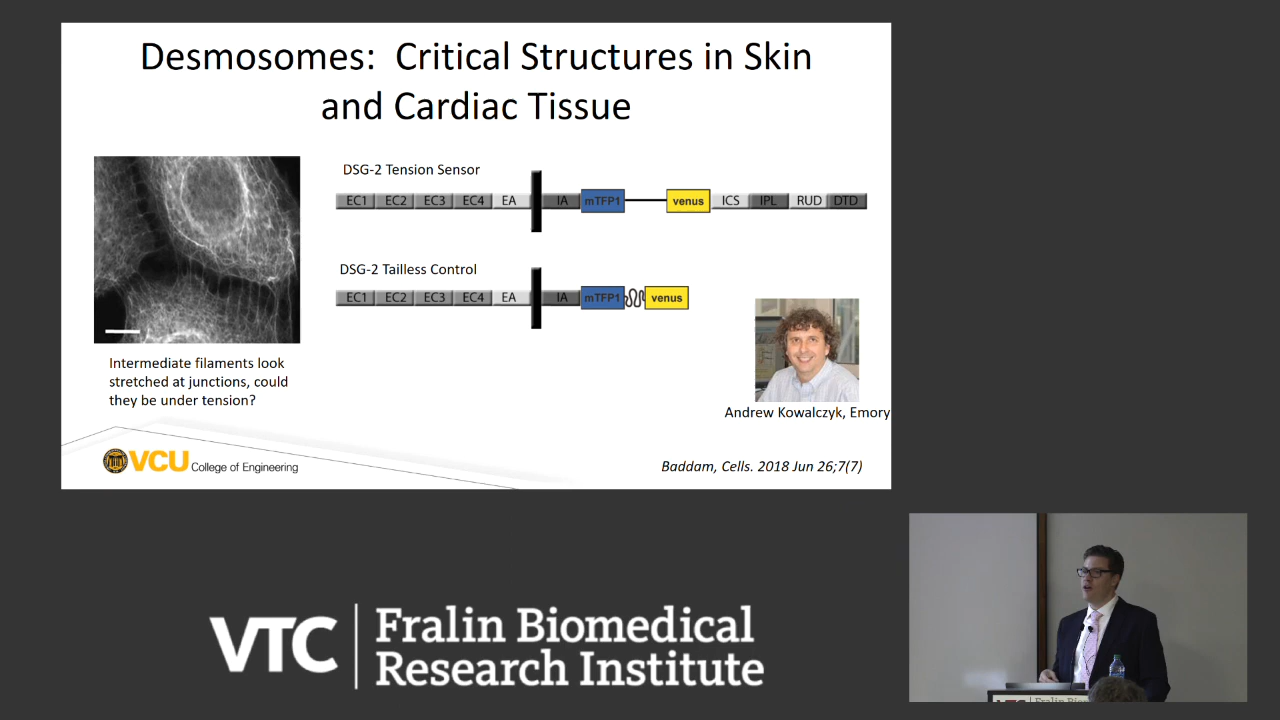 Desmosomes: Critical Structures in Skin
and Cardiac Tissue
DSG-2 Tension Sensor
EC1 EC2 EC3 EC4 EA IA mTFP1 venus ICS IPL RUD DTD
DSG-2 Tailless Control
EC1 EC2 EC3 EC4 EA IA mTFP1 venus
Intermediate filaments look
stretched at junctions, could
they be under tension?
Andrew Kowalczyk, Emory
VCU College of Engineering
Baddam, Cells. 2018 Jun 26;7(7)
VTC
Fralin Biomedical
Research Institute
Fralin